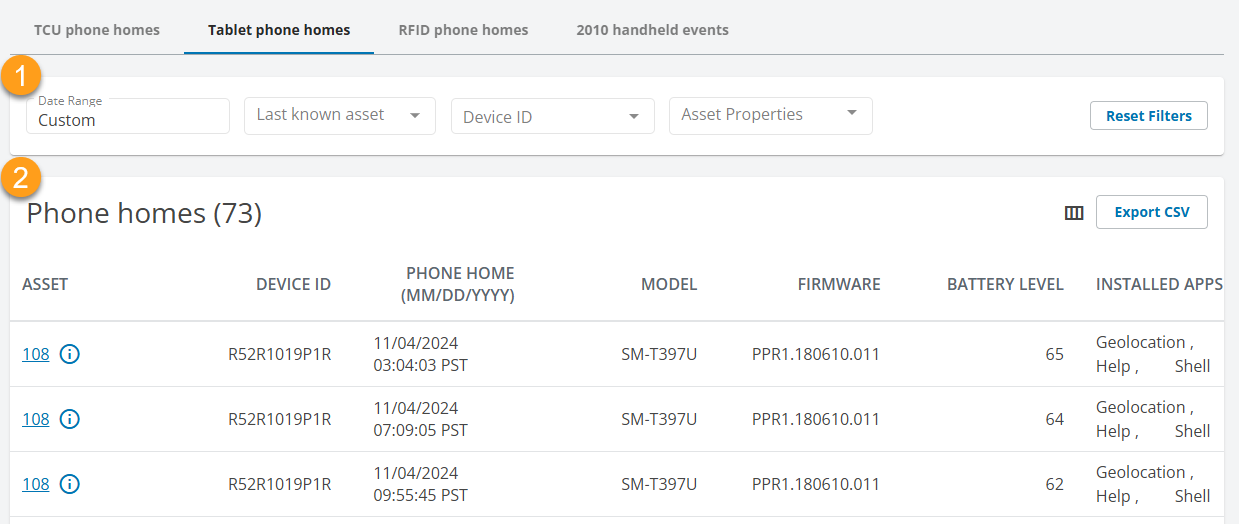 TCU phone homes Tablet phone homes RFID phone homes 2010 handheld events
1
Date Range
Custom Last known asset Device ID Asset Properties Reset Filters
2
Phone homes (73) Export CSV
ASSET DEVICE ID PHONE HOME (MM/DD/YYYY) MODEL FIRMWARE BATTERY LEVEL INSTALLED APPS
108 R52R1019P1R 11/04/2024 03:04:03 PST SM-T397U PPR1.180610.011 65 Geolocation , Help , Shell
108 R52R1019P1R 11/04/2024 07:09:05 PST SM-T397U PPR1.180610.011 64 Geolocation , Help , Shell
108 R52R1019P1R 11/04/2024 09:55:45 PST SM-T397U PPR1.180610.011 62 Geolocation , Help , Shell